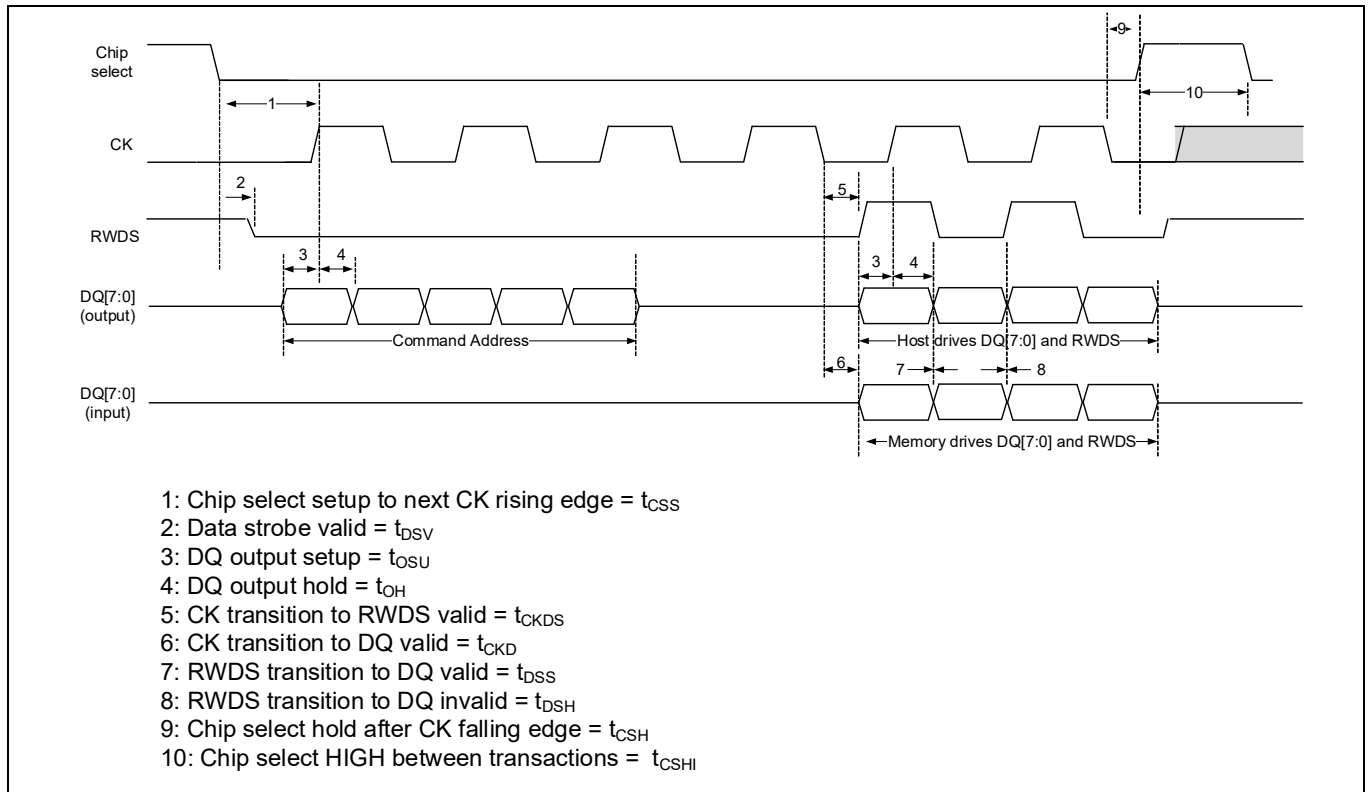 Chip
select
9
10
1
CK
2
5
RWDS
3
4
3
4
DQ[7:0]
(output)
Command Address
Host drives DQ[7:0] and RWDS
6
7
8
DQ[7:0]
(input)
Memory drives DQ[7:0] and RWDS
1: Chip select setup to next CK rising edge = tCSS
2: Data strobe valid = tDSV
3: DQ output setup = tOSU
4: DQ output hold = tOH
5: CK transition to RWDS valid = tCKDS
6: CK transition to DQ valid = tCKD
7: RWDS transition to DQ valid = tDSS
8: RWDS transition to DQ invalid = tDSH
9: Chip select hold after CK falling edge = tCSH
10: Chip select HIGH between transactions = tCSHI